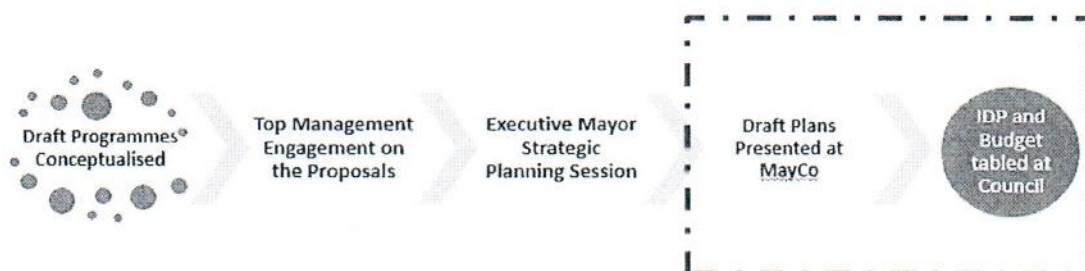 Draft Programmes
Conceptualised
Top Management
Engagement on
the Proposals
Executive Mayor
Strategic
Planning Session
Draft Plans
Presented at
MayCo
IDP and
Budget
tabled at
Council